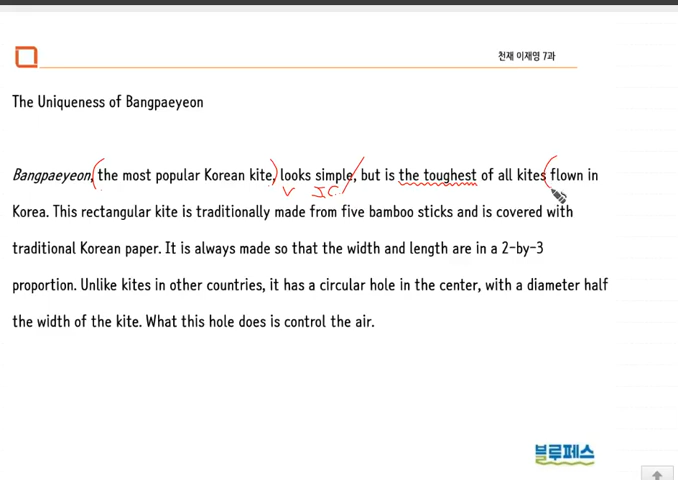 천재 이재영 7과
The Uniqueness of Bangpaeyeon
Bangpaeyeon, the most popular Korean kite, looks simple, but is the toughest of all kites flown in
V
Korea. This rectangular kite is traditionally made from five bamboo sticks and is covered with
traditional Korean paper. It is always made so that the width and length are in a 2-by-3
proportion. Unlike kites in other countries, it has a circular hole in the center, with a diameter half
the width of the kite. What this hole does is control the air.
블루페스